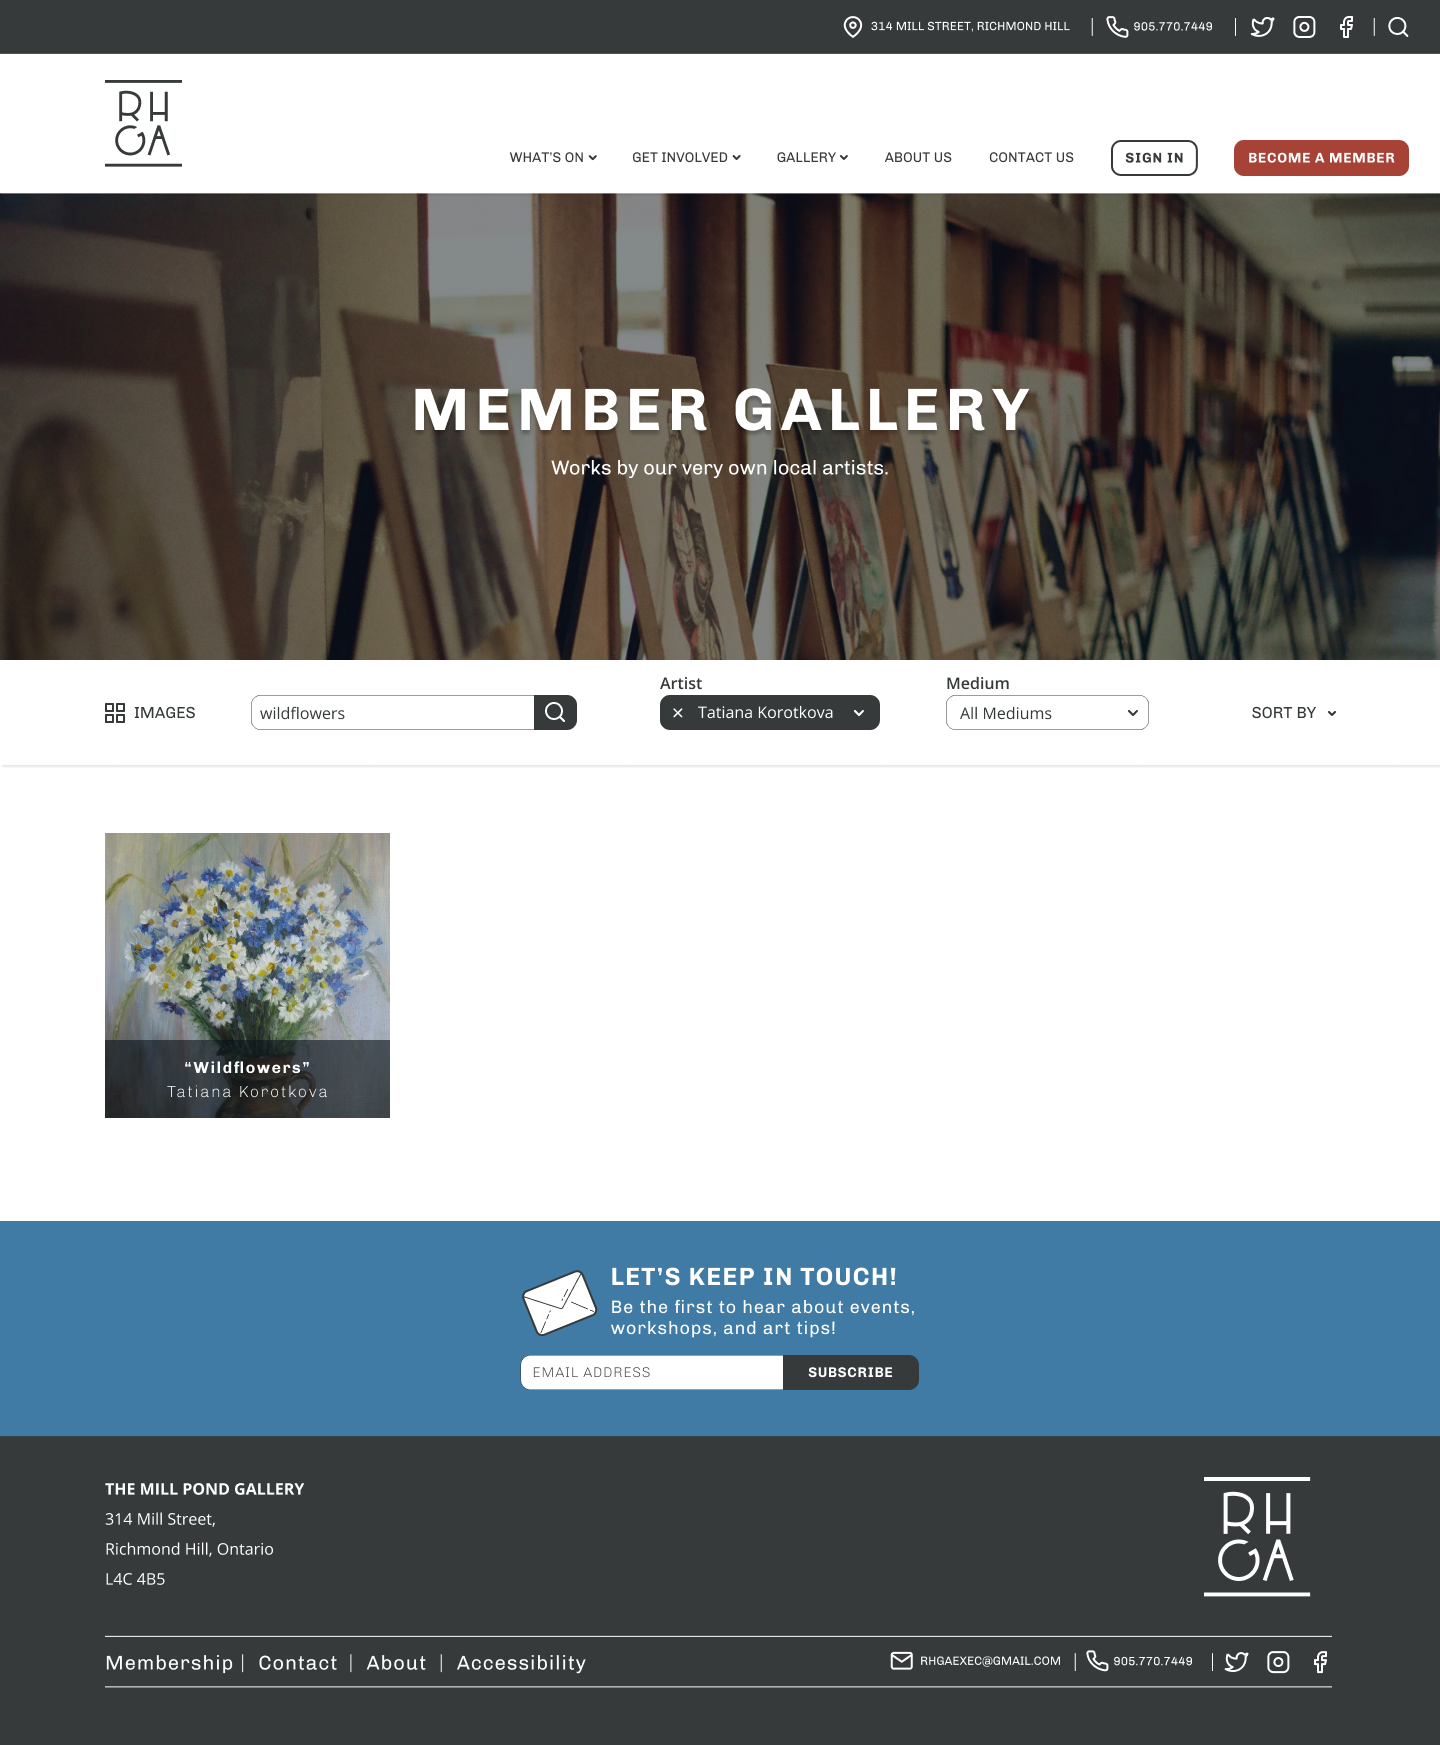 314 MILL STREET, RICHMOND HILL
905.770.7449
RH
GA
WHAT'S ON
GET INVOLVED
GALLERY
ABOUT US
CONTACT US
SIGN IN
BECOME A MEMBER
MEMBER GALLERY
Works by our very own local artists.
IMAGES
wildflowers
Artist
Tatiana Korotkova
Medium
All Mediums
SORT BY
“Wildflowers”
Tatiana Korotkova
LET'S KEEP IN TOUCH!
Be the first to hear about events,
workshops, and art tips!
EMAIL ADDRESS
SUBSCRIBE
THE MILL POND GALLERY
314 Mill Street,
Richmond Hill, Ontario
L4C 4B5
RH
GA
Membership | Contact | About | Accessibility
RHGAEXEC@GMAIL.COM
905.770.7449